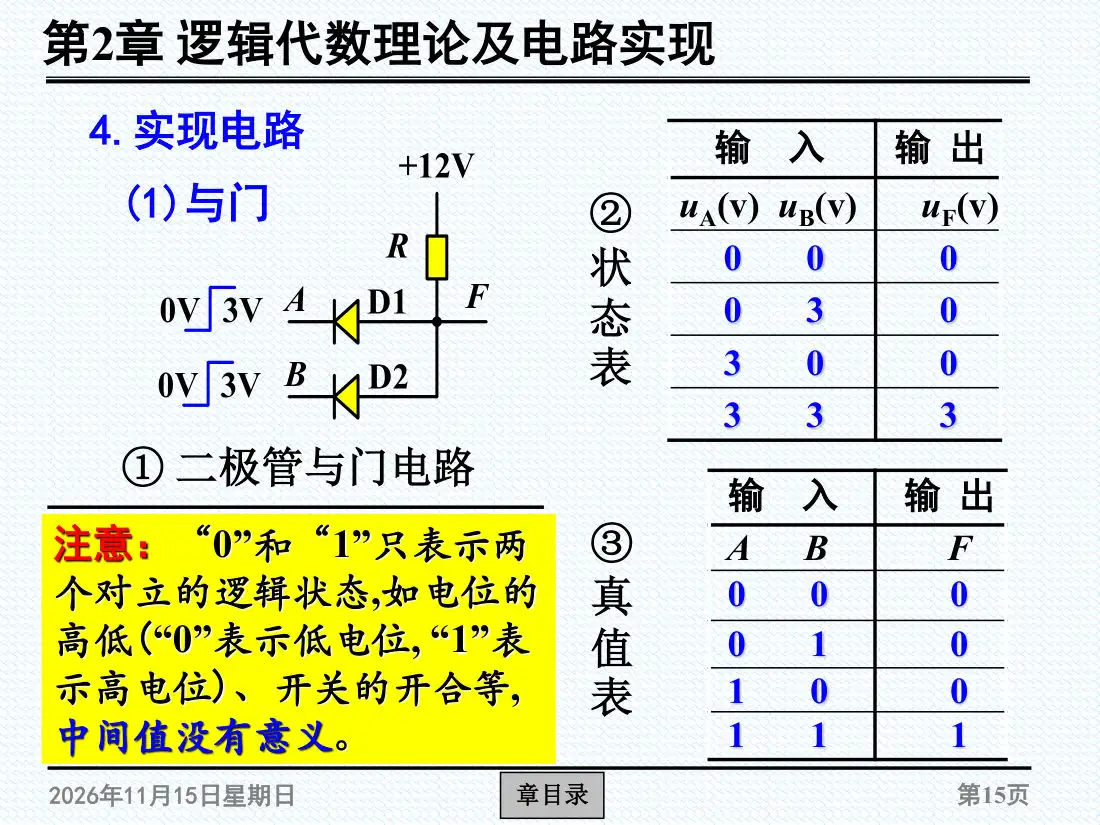 第2章 逻辑代数理论及电路实现
4.实现电路
(1)与门
+12V
R
0V 3V A D1 F
0V 3V B D2
① 二极管与门电路
② 状态表
输 入 输 出
uA(v) uB(v) uF(v)
0 0 0
0 3 0
3 0 0
3 3 3
注意：“0”和“1”只表示两
个对立的逻辑状态,如电位的
高低(“0”表示低电位, “1”表
示高电位)、开关的开合等,
中间值没有意义。
③ 真值表
输 入 输 出
A B F
0 0 0
0 1 0
1 0 0
1 1 1
2026年11月15日星期日
章目录
第15页